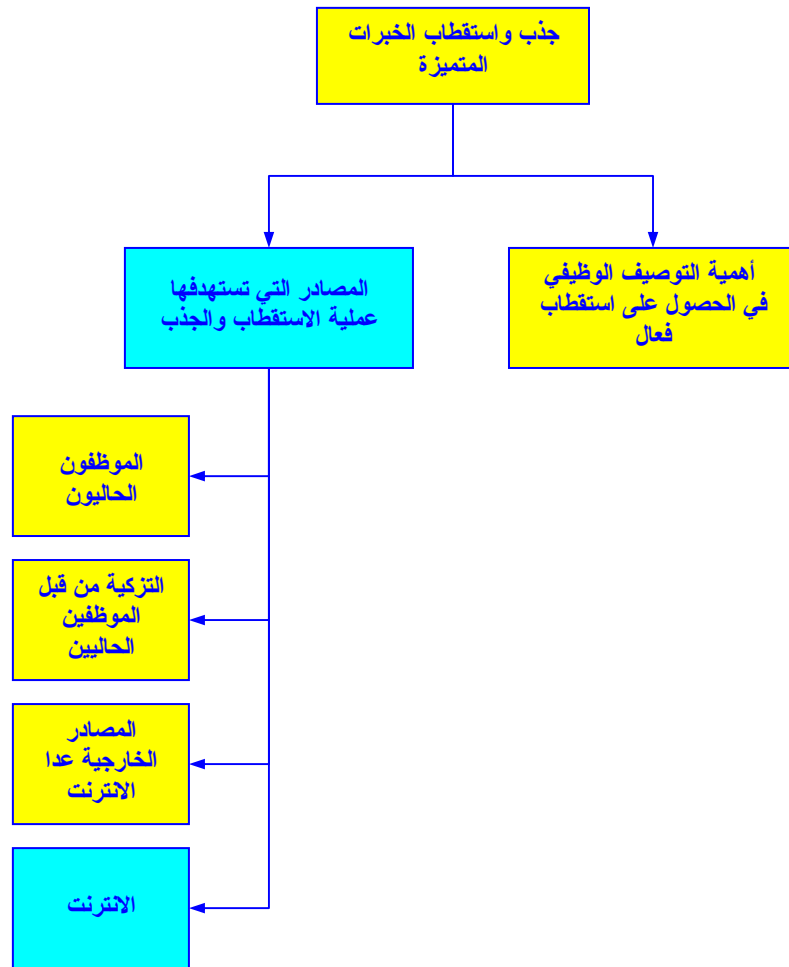 جذب واستقطاب الخبرات
المتميزة
أهمية التوصيف الوظيفي
في الحصول على استقطاب
فعال
المصادر التي تستهدفها
عملية الاستقطاب والجذب
الموظفون
الحاليون
التزكية من قبل
الموظفين
الحاليين
المصادر
الخارجية عدا
الانترنت
الانترنت